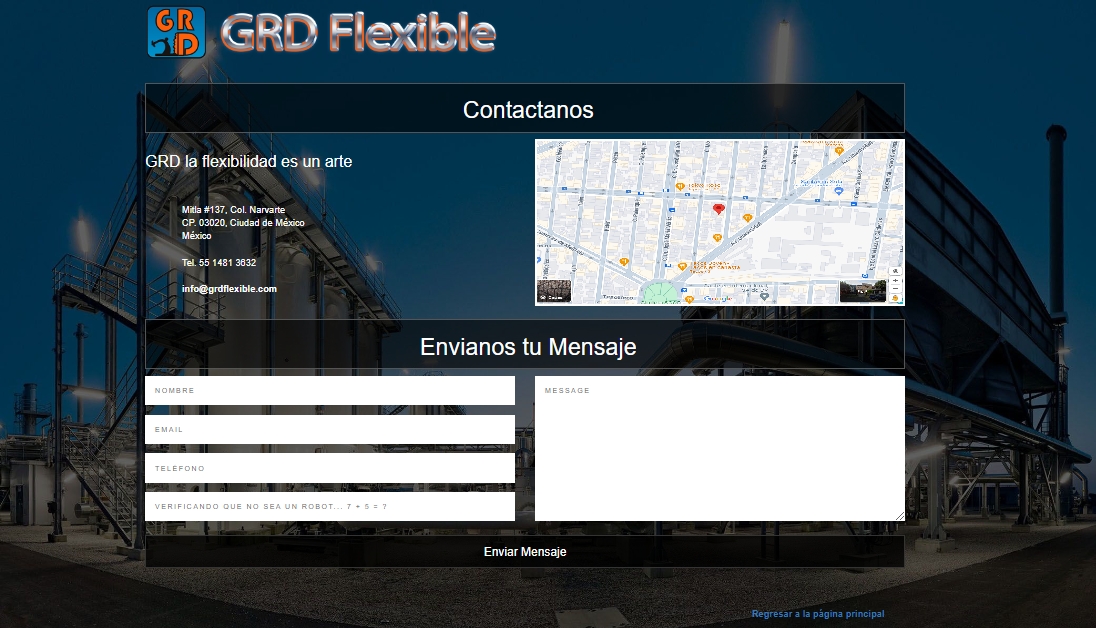 GRD
GRD Flexible
Contactanos
GRD la flexibilidad es un arte
Mitla #137, Col. Narvarte
CP. 03020, Ciudad de México
México
Tel. 55 1481 3632
info@grdflexible.com
Google
Envianos tu Mensaje
NOMBRE
EMAIL
TELEFONO
VERIFICANDO QUE NO SEA UN ROBOT... 7 + 5 = ?
MESSAGE
Enviar Mensaje
Regresar a la página principal